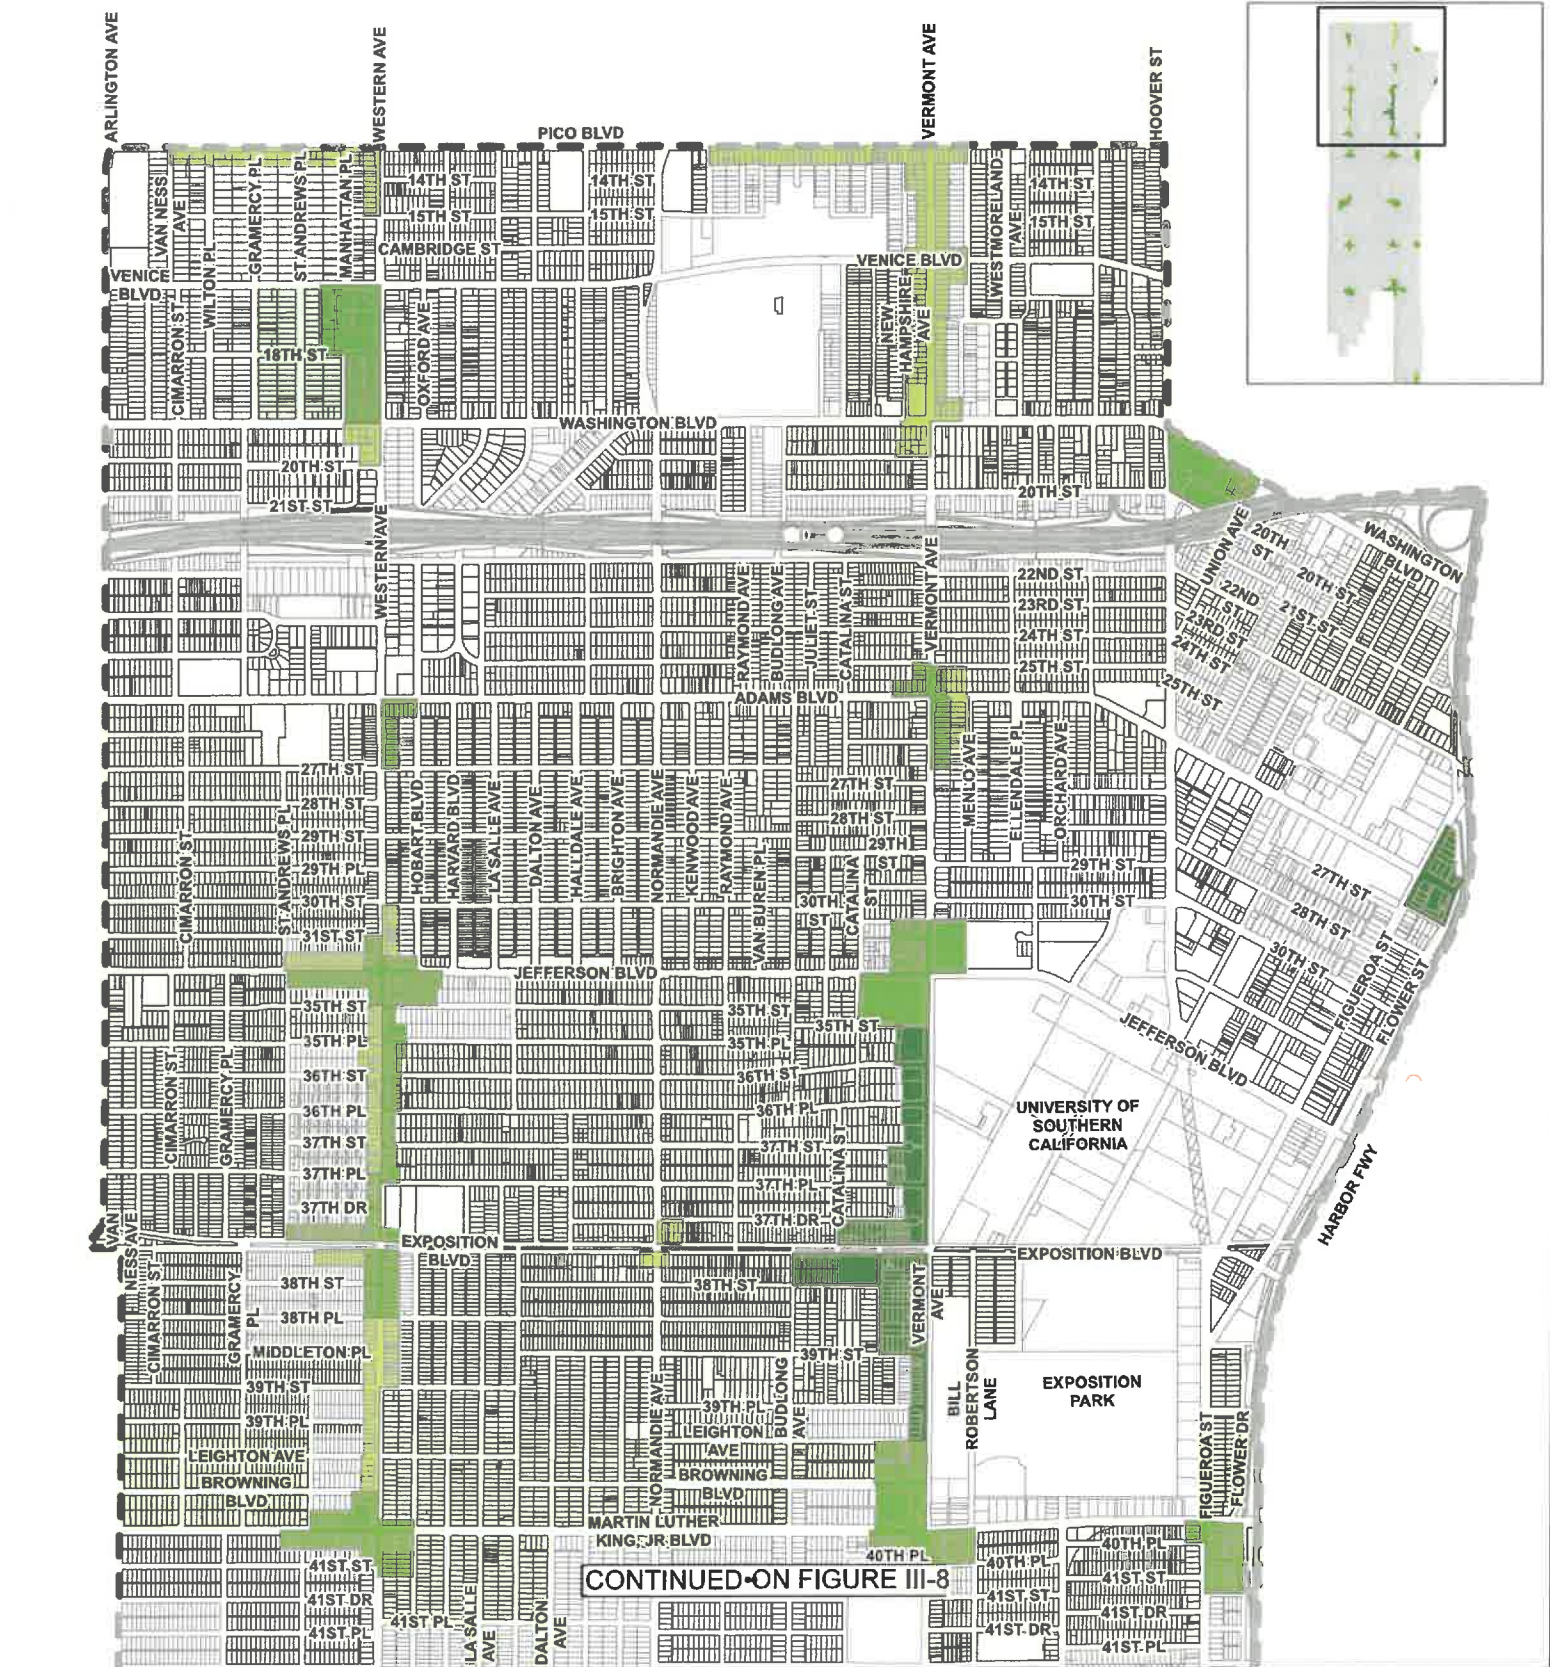 ARLINGTON AVE
WESTERN AVE
VERMONT AVE
HOOVER ST
PICO BLVD
VAN NESS
AVE
WILTON PL
GRAMERCY PL
ST ANDREWS PL
MANHATTAN PL
14TH ST
15TH ST
CAMBRIDGE ST
14TH ST
15TH ST
WESTMORELAND
AVE
14TH ST
15TH ST
VENICE
BLVD
VENICE BLVD
CIMARRON ST
18TH ST
OXFORD AVE
NEW
HAMPSHIRE
AVE
WASHINGTON BLVD
20TH ST
21ST ST
20TH ST
WESTERN AVE
VERMONT AVE
UNION AVE
20TH
ST
WASHINGTON
BLVD
20TH ST
21ST ST
22ND
ST
23RD ST
24TH ST
25TH ST
RAYMOND AVE
BUDLONG AVE
JULIET ST
CATALINA ST
22ND ST
23RD ST
24TH ST
25TH ST
ADAMS BLVD
27TH ST
28TH ST
29TH ST
29TH PL
30TH ST
31ST ST
CIMARRON ST
ST ANDREWS PL
HOBART BLVD
HARVARD BLVD
LA SALLE AVE
DALTON AVE
HALLDALE AVE
BRIGHTON AVE
NORMANDIE AVE
KENWOOD AVE
RAYMOND AVE
VAN BUREN PL
27TH ST
28TH ST
29TH
ST
30TH
ST
CATALINA
ST
MENLO AVE
ELLENDALE PL
ORCHARD AVE
29TH ST
30TH ST
27TH ST
28TH ST
30TH ST
FIGUEROA ST
FLOWER ST
JEFFERSON BLVD
35TH ST
35TH PL
36TH ST
36TH PL
37TH ST
37TH PL
37TH DR
CIMARRON ST
GRAMERCY PL
35TH ST
35TH ST
35TH PL
36TH ST
36TH PL
37TH ST
37TH PL
37TH DR
CATALINA ST
JEFFERSON BLVD
UNIVERSITY OF
SOUTHERN
CALIFORNIA
HARBOR FWY
VAN
NESS AVE
EXPOSITION
BLVD
EXPOSITION BLVD
CIMARRON ST
GRAMERCY
PL
38TH ST
38TH PL
MIDDLETON PL
39TH ST
39TH PL
LEIGHTON AVE
BROWNING
BLVD
38TH ST
39TH ST
VERMONT
AVE
BILL
ROBERTSON
LANE
EXPOSITION
PARK
NORMANDIE AVE
39TH PL
LEIGHTON
AVE
BROWNING
BLVD
BUDLONG
AVE
FIGUEROA ST
FLOWER DR
MARTIN LUTHER
KING JR BLVD
40TH PL
CONTINUED ON FIGURE III-8
41ST ST
41ST DR
41ST PL
41ST PL
LA SALLE
AVE
DALTON
AVE
40TH PL
41ST ST
41ST DR
40TH PL
41ST ST
41ST DR
41ST PL